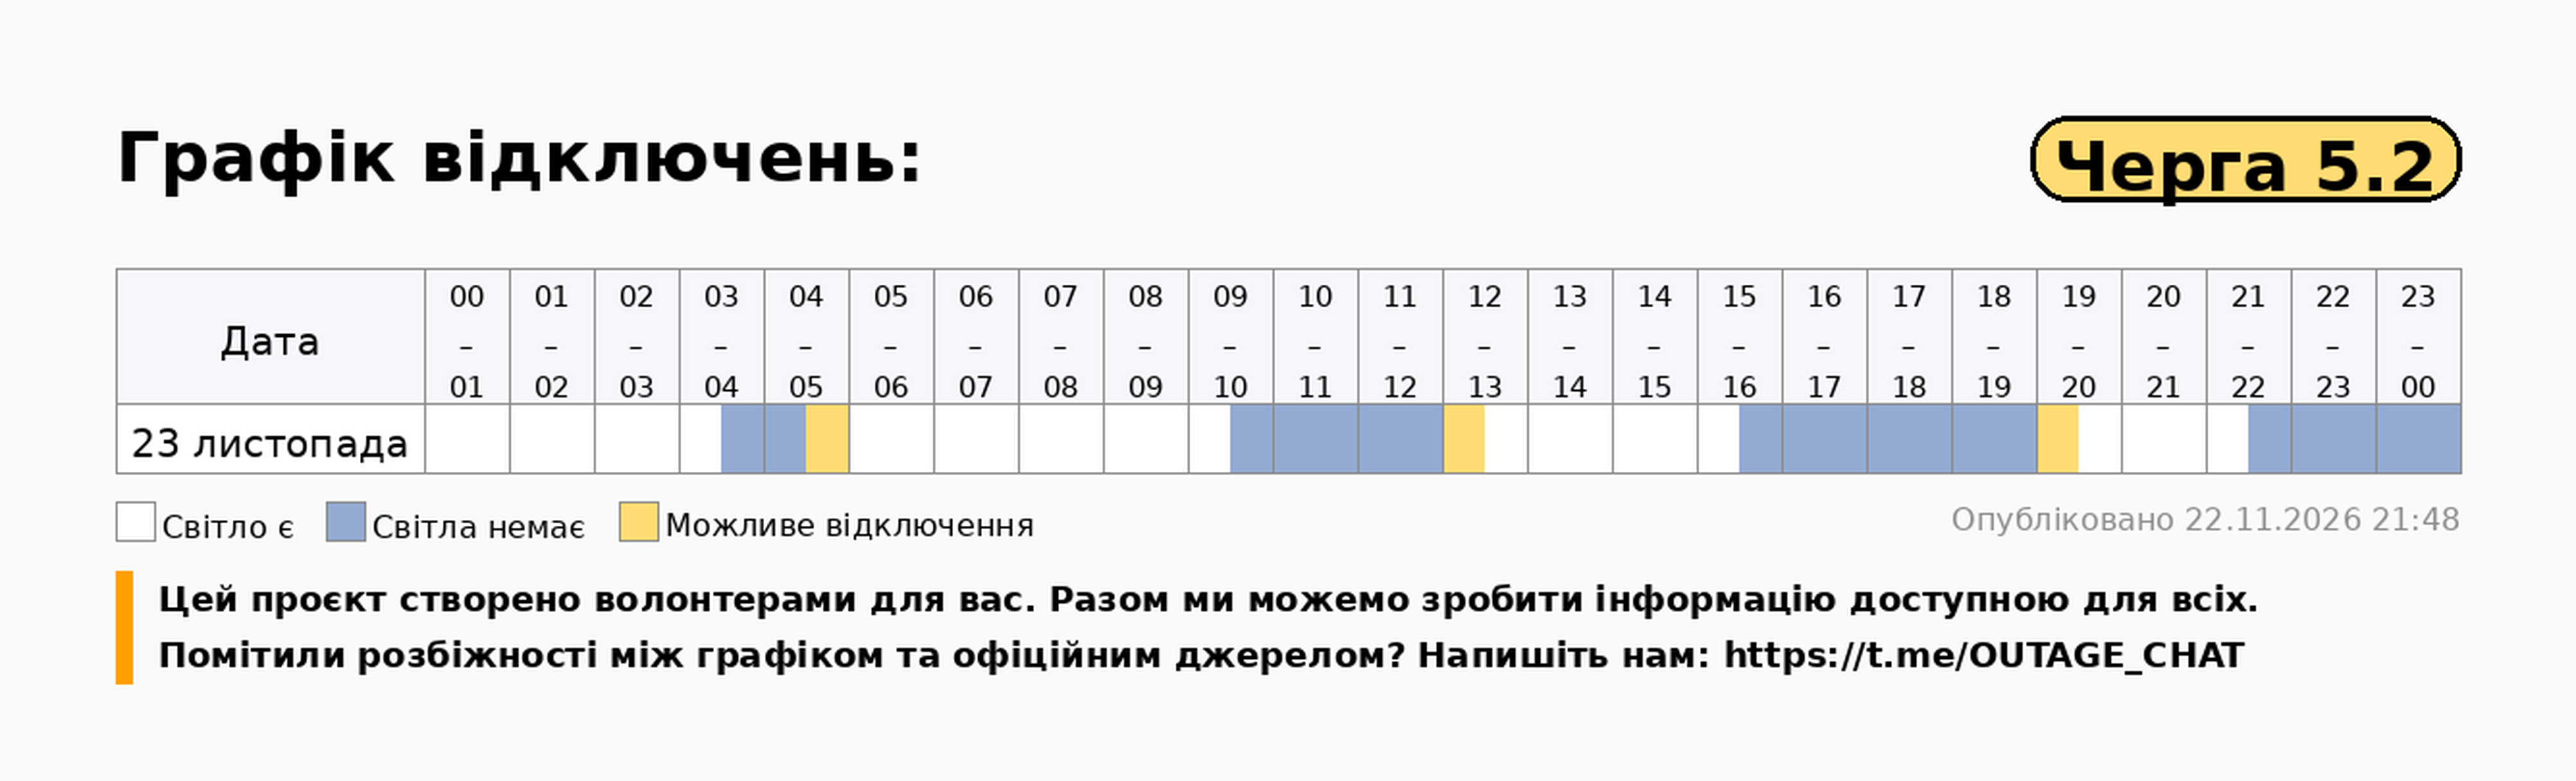 Графік відключень:
Черга 5.2
Дата
00 – 01
01 – 02
02 – 03
03 – 04
04 – 05
05 – 06
06 – 07
07 – 08
08 – 09
09 – 10
10 – 11
11 – 12
12 – 13
13 – 14
14 – 15
15 – 16
16 – 17
17 – 18
18 – 19
19 – 20
20 – 21
21 – 22
22 – 23
23 – 00
23 листопада
Світло є
Світла немає
Можливе відключення
Опубліковано 22.11.2026 21:48
Цей проєкт створено волонтерами для вас. Разом ми можемо зробити інформацію доступною для всіх.
Помітили розбіжності між графіком та офіційним джерелом? Напишіть нам: https://t.me/OUTAGE_CHAT